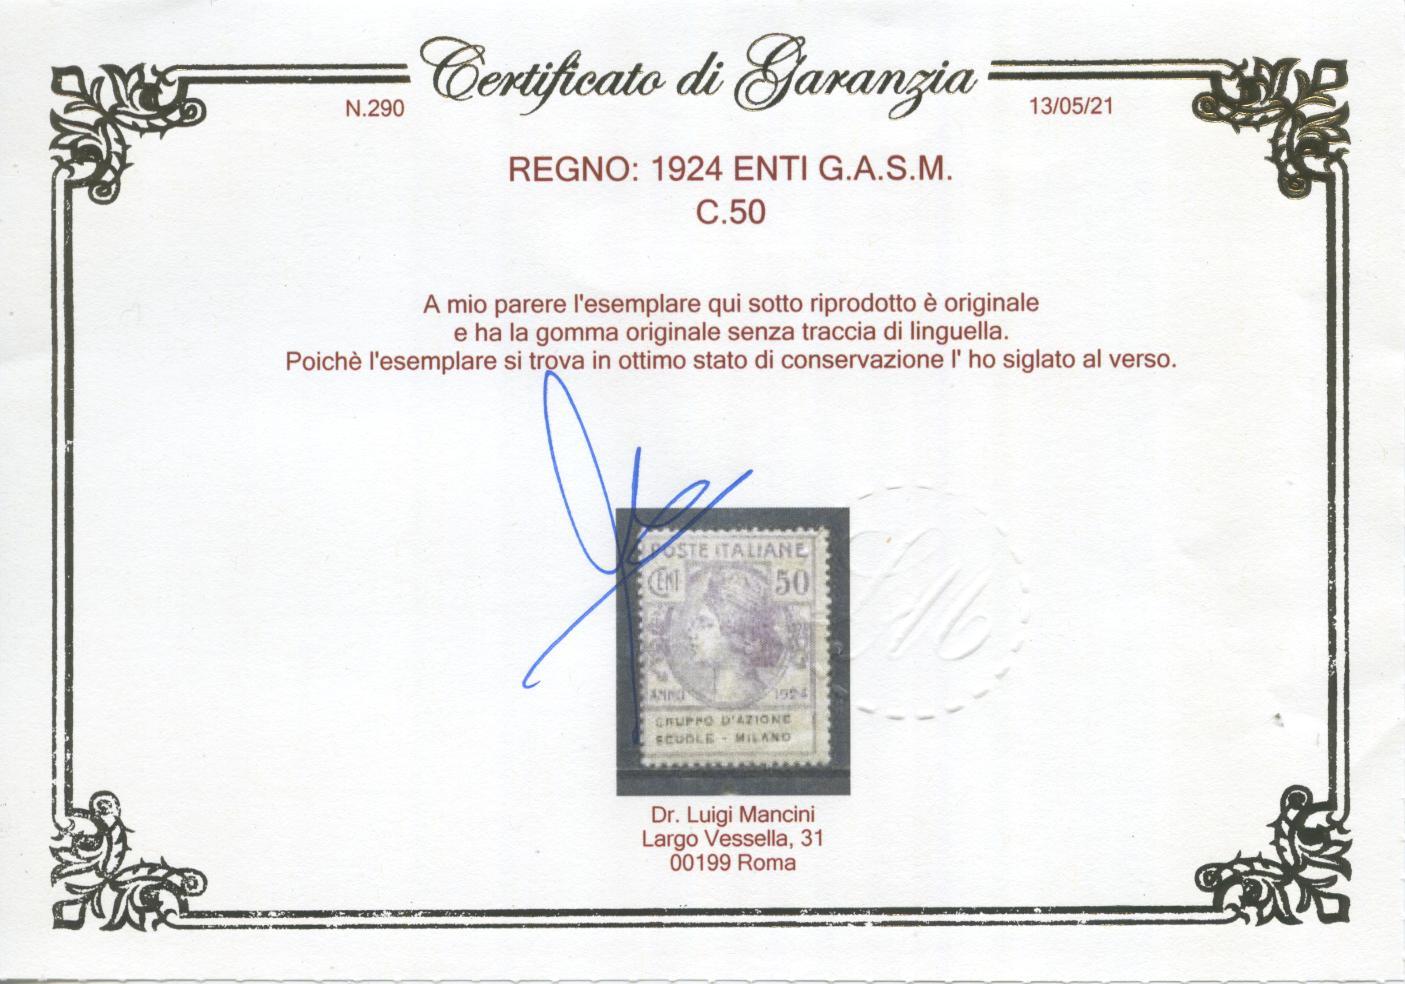 Certificato di Garanzia
N.290
13/05/21
REGNO: 1924 ENTI G.A.S.M.
C.50
A mio parere l'esemplare qui sotto riprodotto è originale
e ha la gomma originale senza traccia di linguella.
Poichè l'esemplare si trova in ottimo stato di conservazione l' ho siglato al verso.
POSTE ITALIANE
CENT 50
ANNO 1924
GRUPPO D'AZIONE
SCUOLE - MILANO
Dr. Luigi Mancini
Largo Vessella, 31
00199 Roma